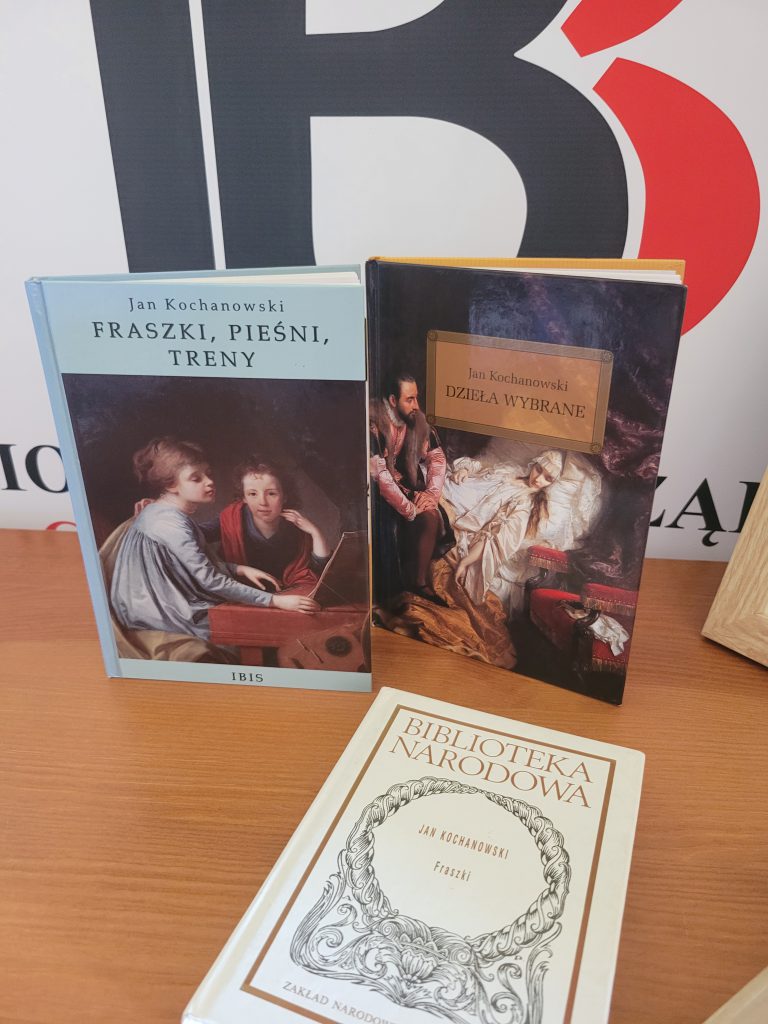 Jan Kochanowski
FRASZKI, PIEŚNI,
TRENY
IBIS
Jan Kochanowski
DZIEŁA WYBRANE
BIBLIOTEKA
NARODOWA
JAN KOCHANOWSKI
Fraszki
ZAKŁAD NARODOW